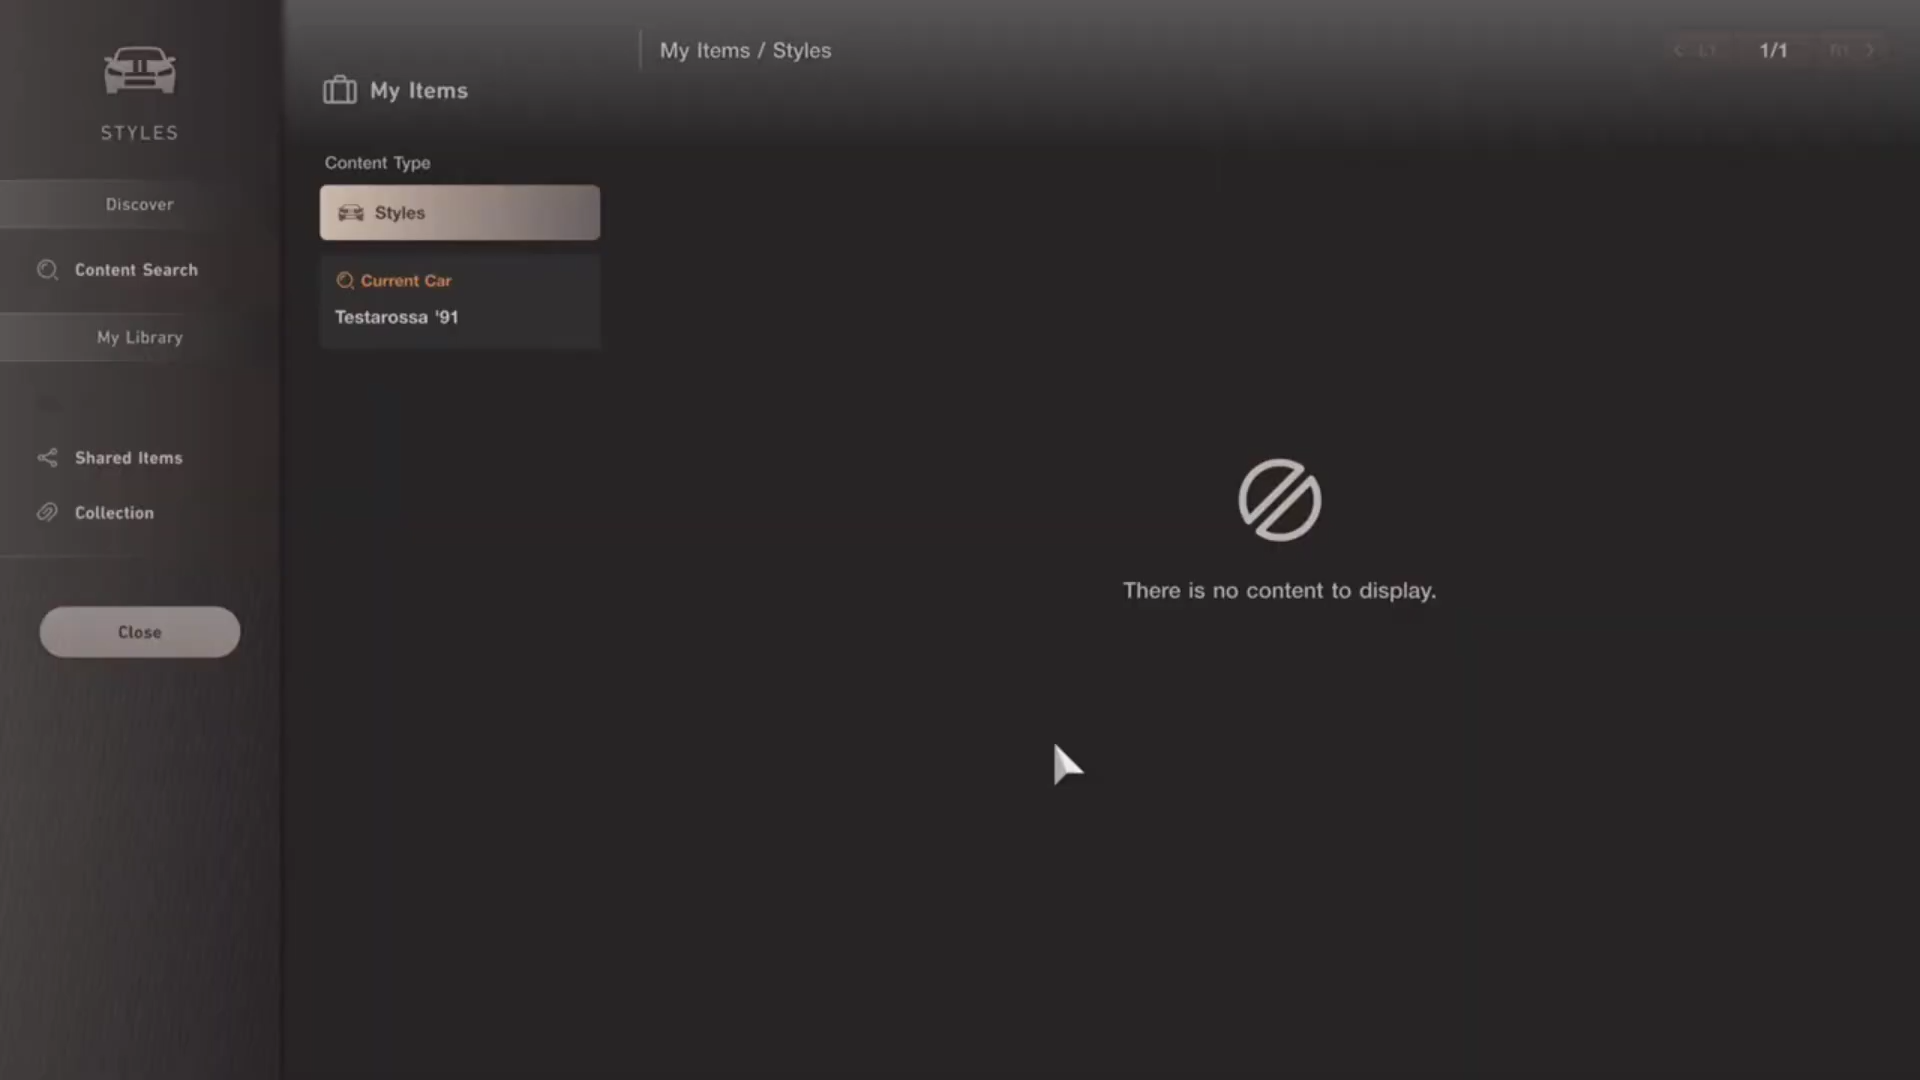 STYLES
Discover
Content Search
My Library
Shared Items
Collection
Close
My Items
Content Type
Styles
Current Car
Testarossa '91
My Items / Styles
1/1
There is no content to display.